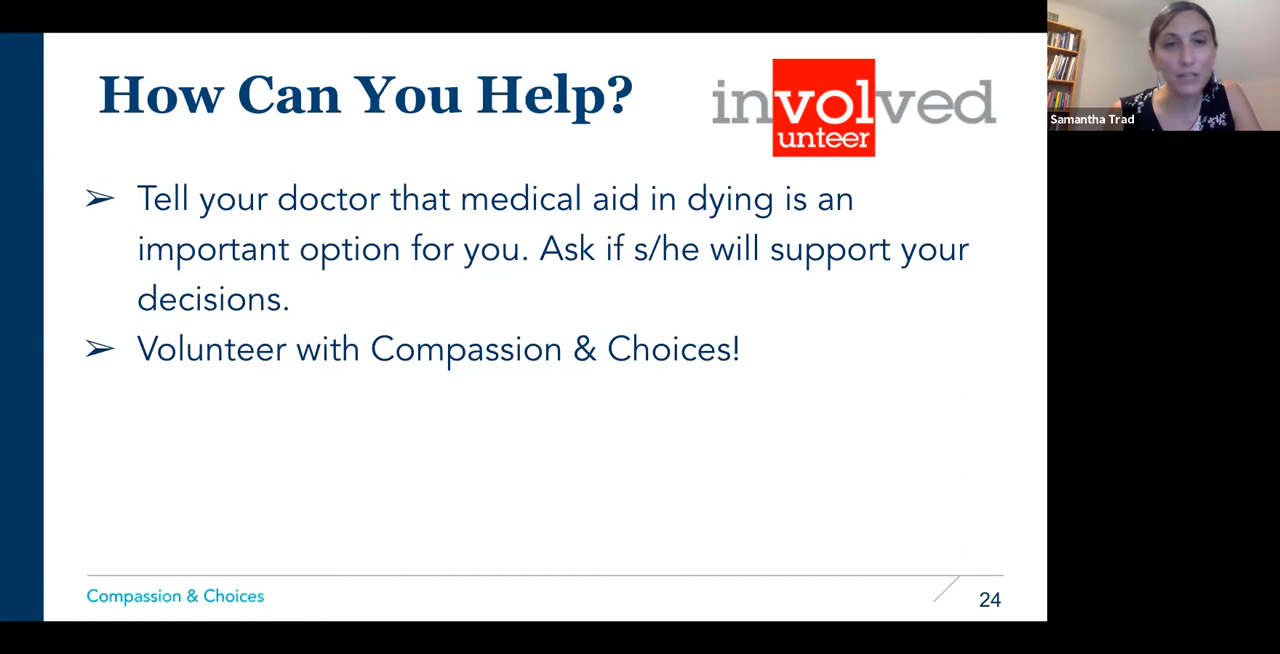 How Can You Help?
involved
unteer
Samantha Trad
➢ Tell your doctor that medical aid in dying is an
important option for you. Ask if s/he will support your
decisions.
➢ Volunteer with Compassion & Choices!
Compassion & Choices
24